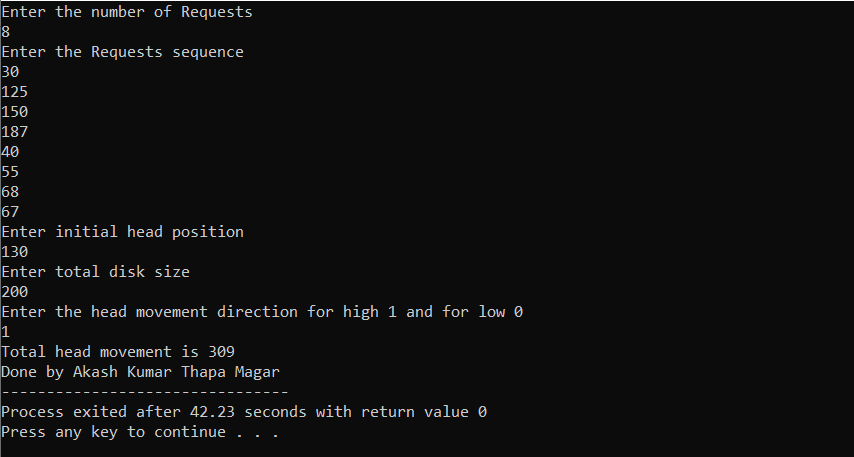 Enter the number of Requests
8
Enter the Requests sequence
30
125
150
187
40
55
68
67
Enter initial head position
130
Enter total disk size
200
Enter the head movement direction for high 1 and for low 0
1
Total head movement is 309
Done by Akash Kumar Thapa Magar
--------------------------------
Process exited after 42.23 seconds with return value 0
Press any key to continue . . .